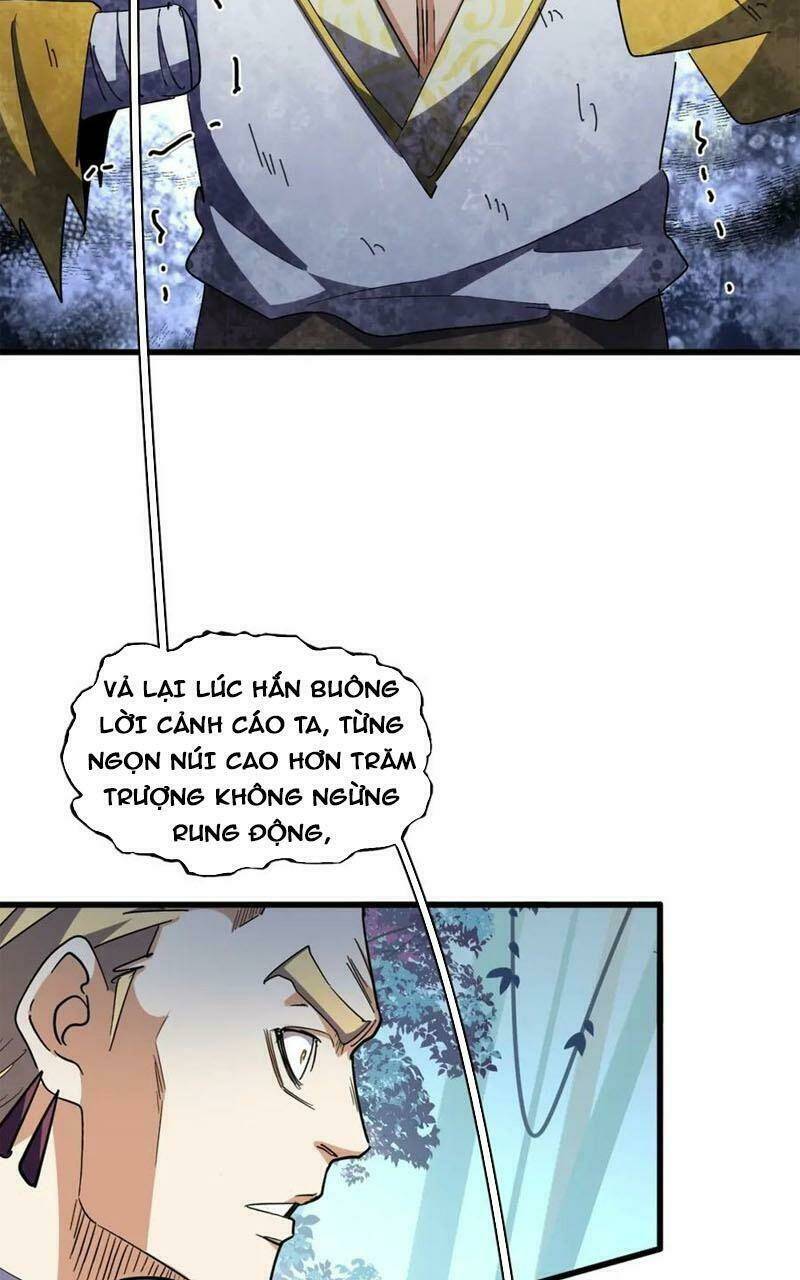 VẢ LẠI LÚC HẮN BUÔNG
LỜI CẢNH CÁO TA, TỪNG
NGỌN NÚI CAO HƠN TRĂM
TRƯỢNG KHÔNG NGỪNG
RUNG ĐỘNG,